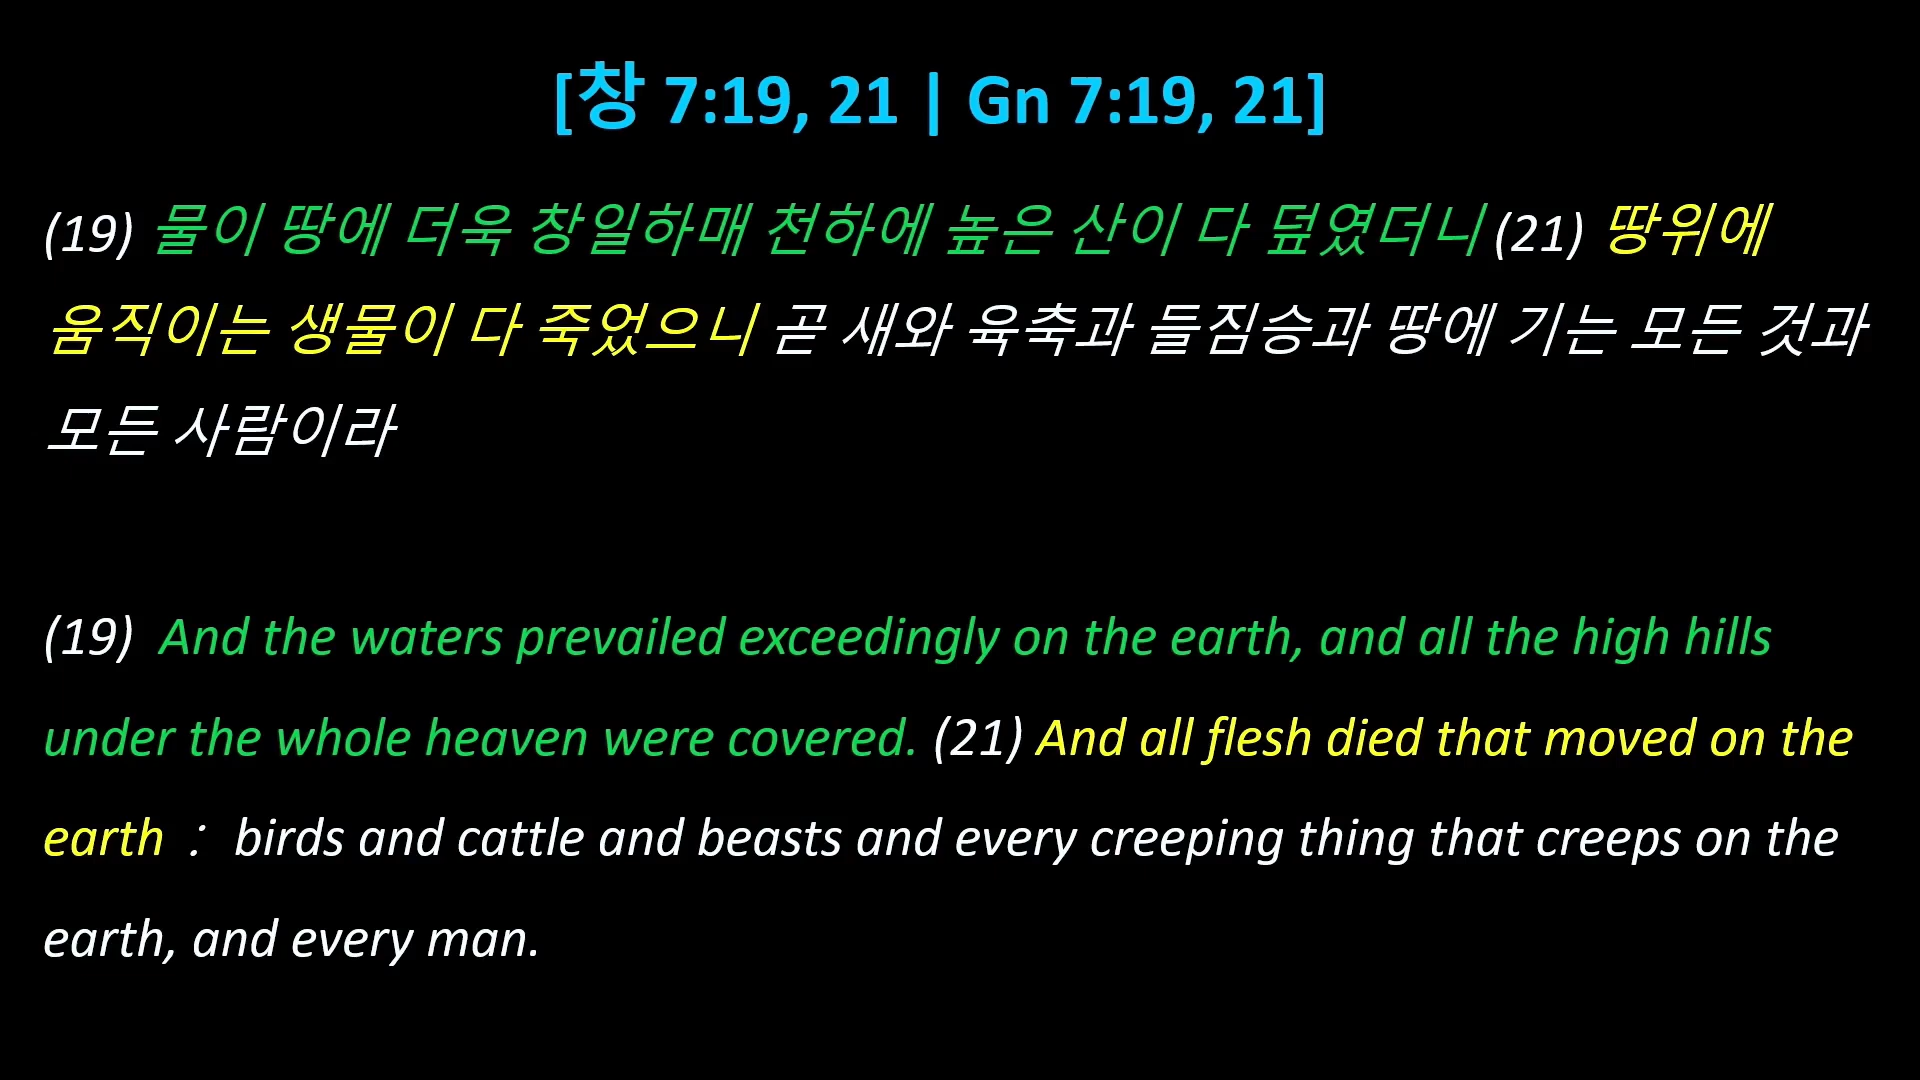 [창 7:19, 21 | Gn 7:19, 21]
(19) 물이 땅에 더욱 창일하매 천하에 높은 산이 다 덮였더니 (21) 땅위에
움직이는 생물이 다 죽었으니 곧 새와 육축과 들짐승과 땅에 기는 모든 것과
모든 사람이라
(19) And the waters prevailed exceedingly on the earth, and all the high hills
under the whole heaven were covered. (21) And all flesh died that moved on the
earth : birds and cattle and beasts and every creeping thing that creeps on the
earth, and every man.